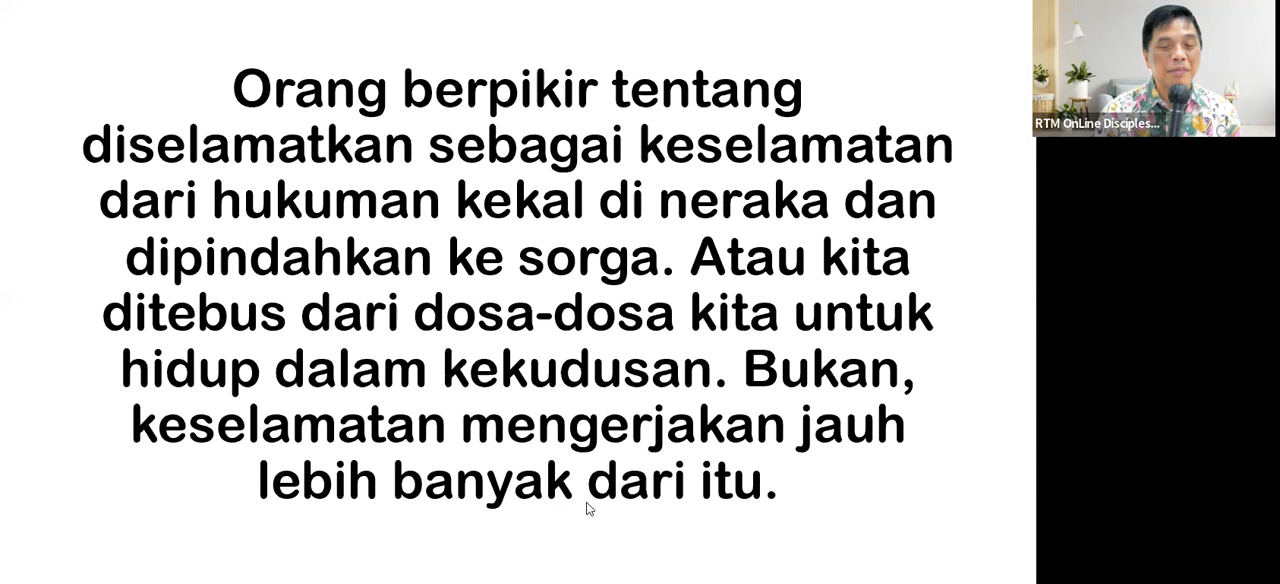 Orang berpikir tentang
diselamatkan sebagai keselamatan
dari hukuman kekal di neraka dan
dipindahkan ke sorga. Atau kita
ditebus dari dosa-dosa kita untuk
hidup dalam kekudusan. Bukan,
keselamatan mengerjakan jauh
lebih banyak dari itu.
RTM OnLine Disciples...